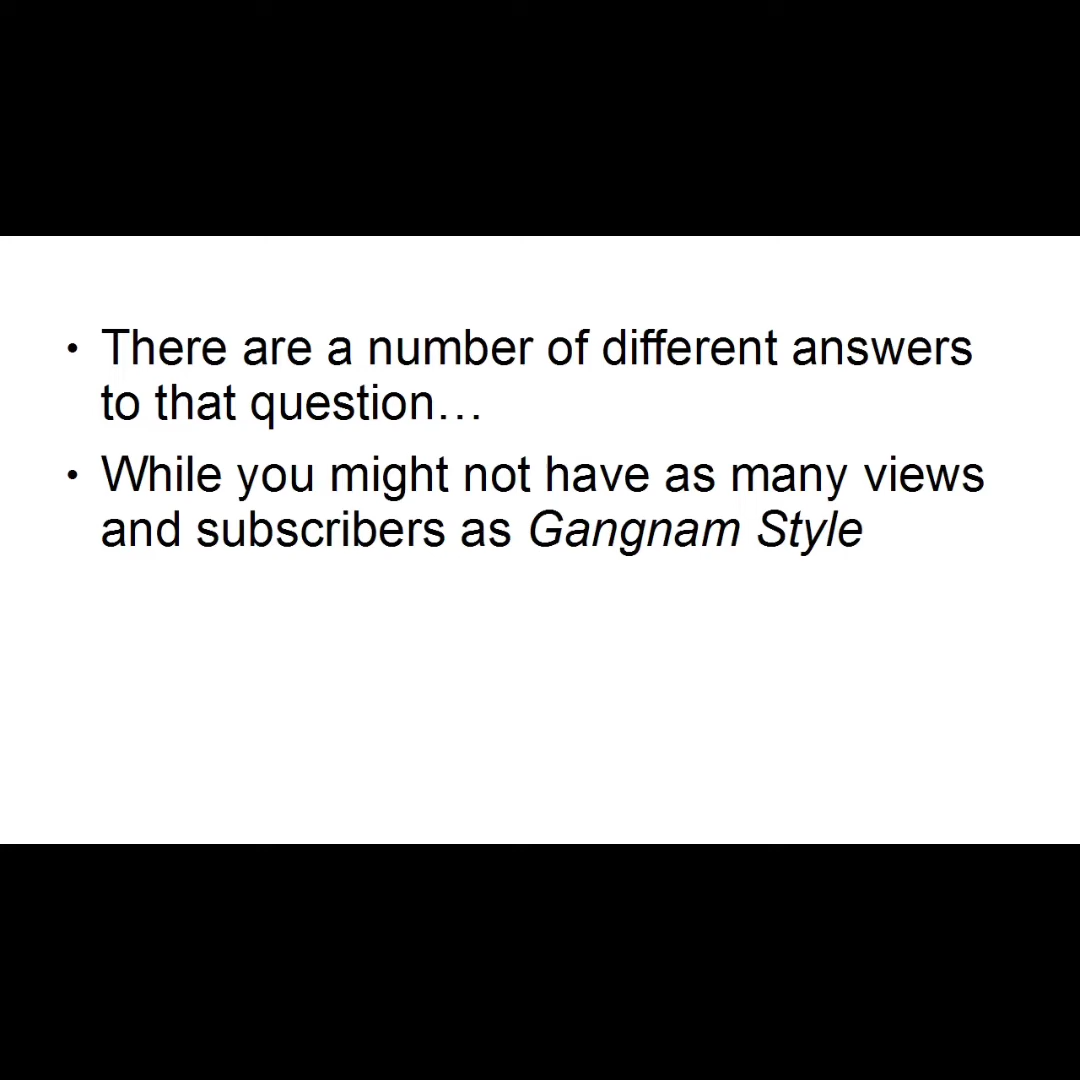 • There are a number of different answers
to that question…
• While you might not have as many views
and subscribers as Gangnam Style